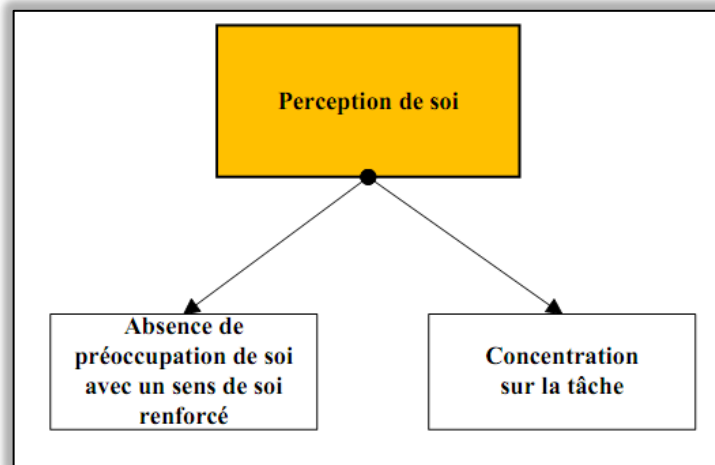 Perception de soi
Absence de
préoccupation de soi
avec un sens de soi
renforcé
Concentration
sur la tâche